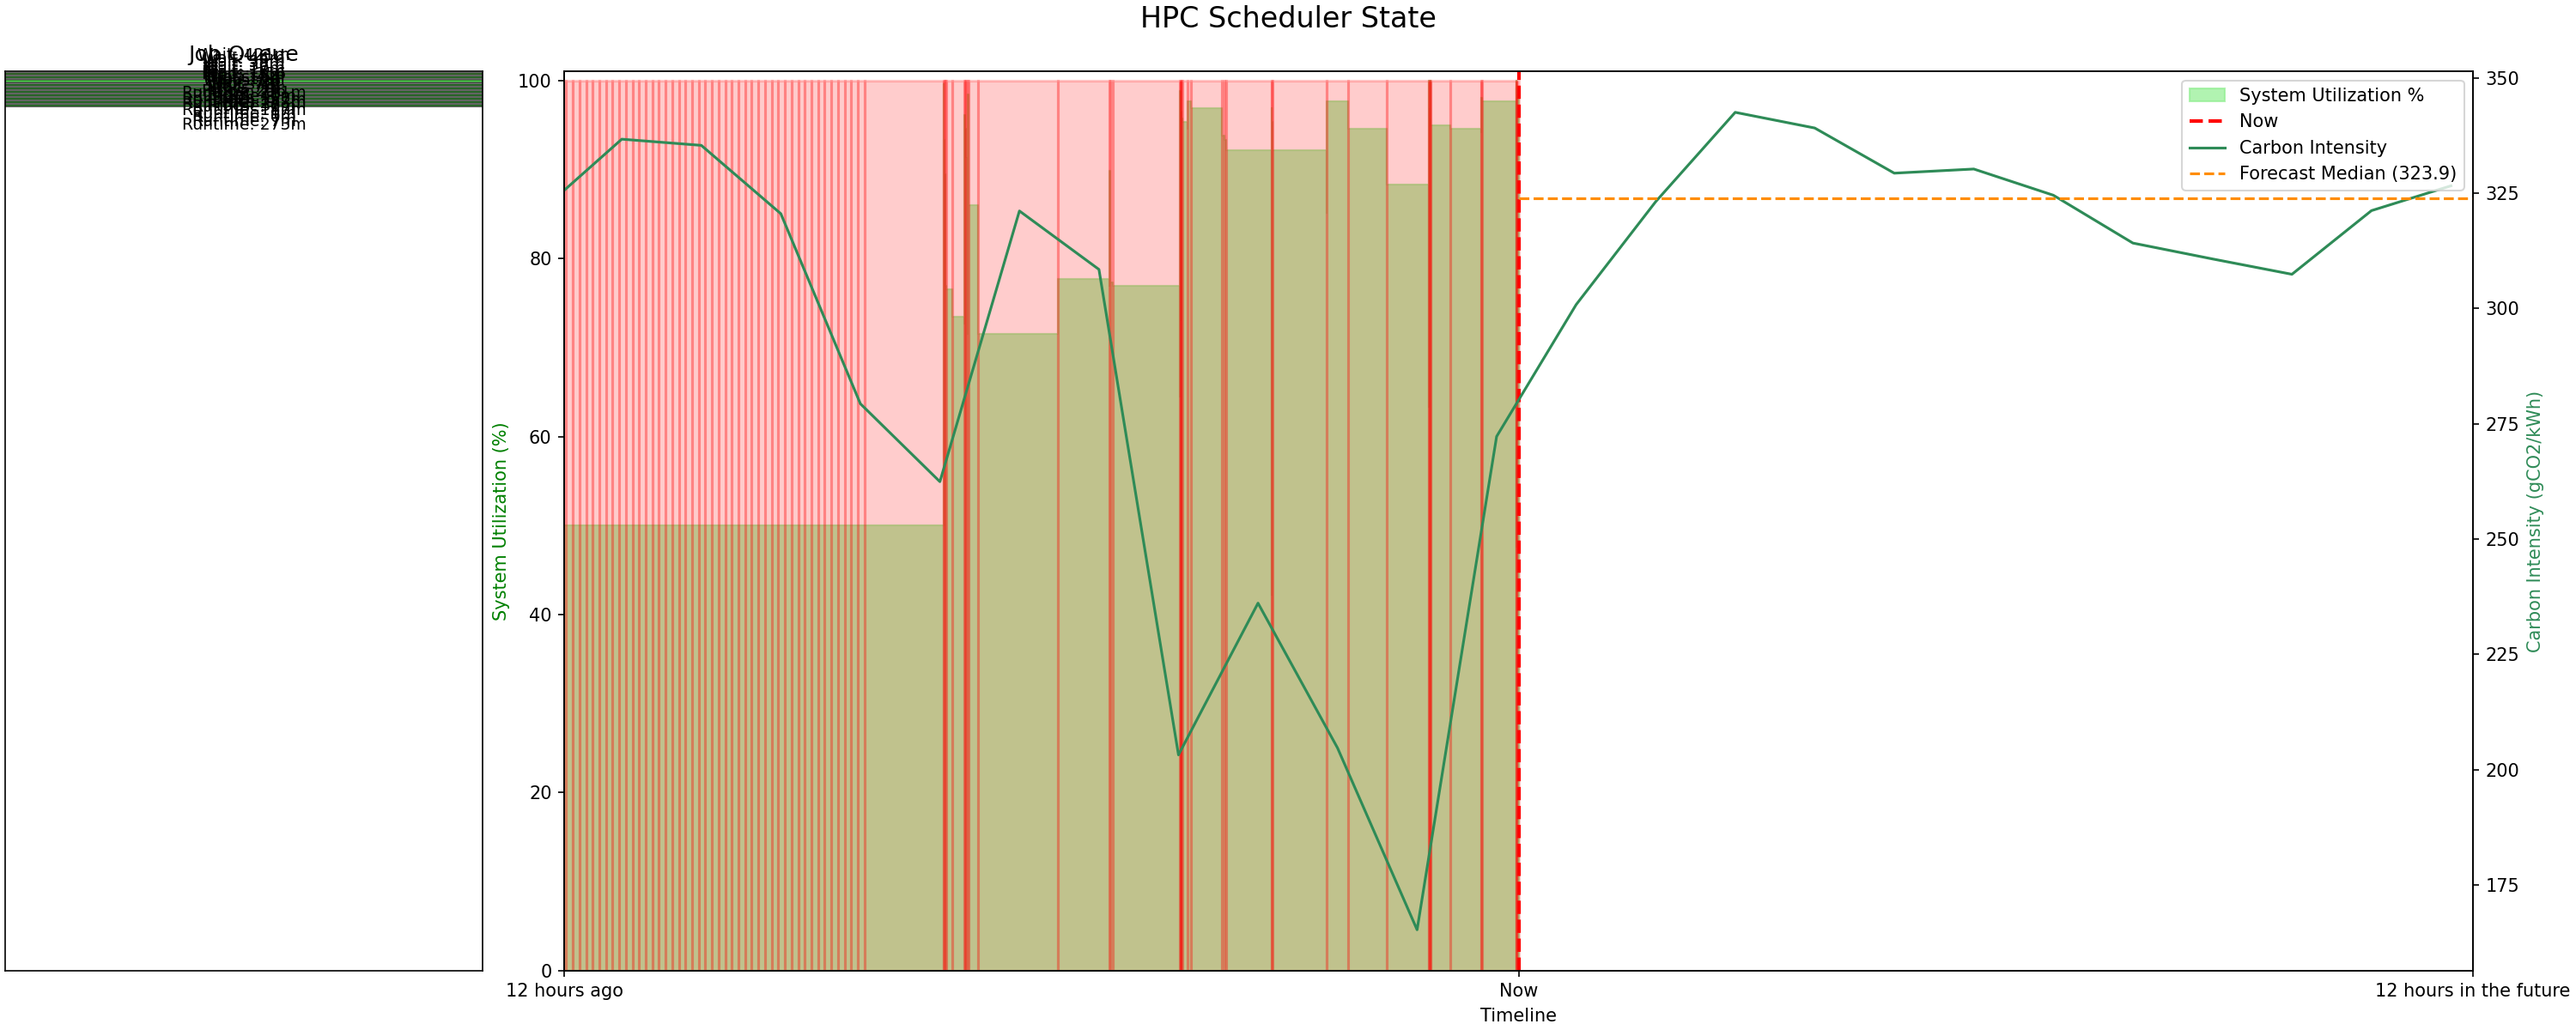 HPC Scheduler State
Job Queue
Runtime: 275m
System Utilization (%)
100
80
60
40
20
0
350
325
300
275
250
225
200
175
Carbon Intensity (gCO2/kWh)
System Utilization %
Now
Carbon Intensity
Forecast Median (323.9)
12 hours ago
Now
12 hours in the future
Timeline